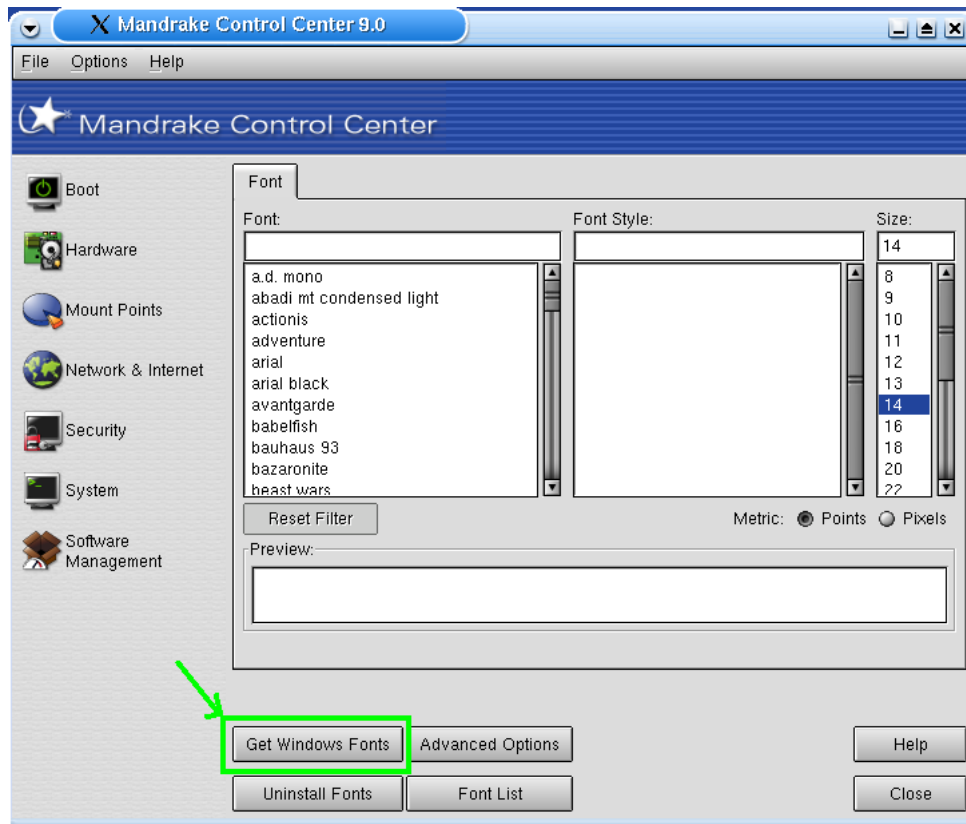 Mandrake Control Center 9.0
File Options Help
Mandrake Control Center
Boot
Hardware
Mount Points
Network & Internet
Security
System
Software
Management
Font
Font: Font Style: Size:
14
a.d. mono 8
abadi mt condensed light 9
actionis 10
adventure 11
arial 12
arial black 13
avantgarde 14
babelfish 16
bauhaus 93 18
bazaronite 20
beast wars 22
Reset Filter Metric: Points Pixels
Preview:
Get Windows Fonts Advanced Options Help
Uninstall Fonts Font List Close